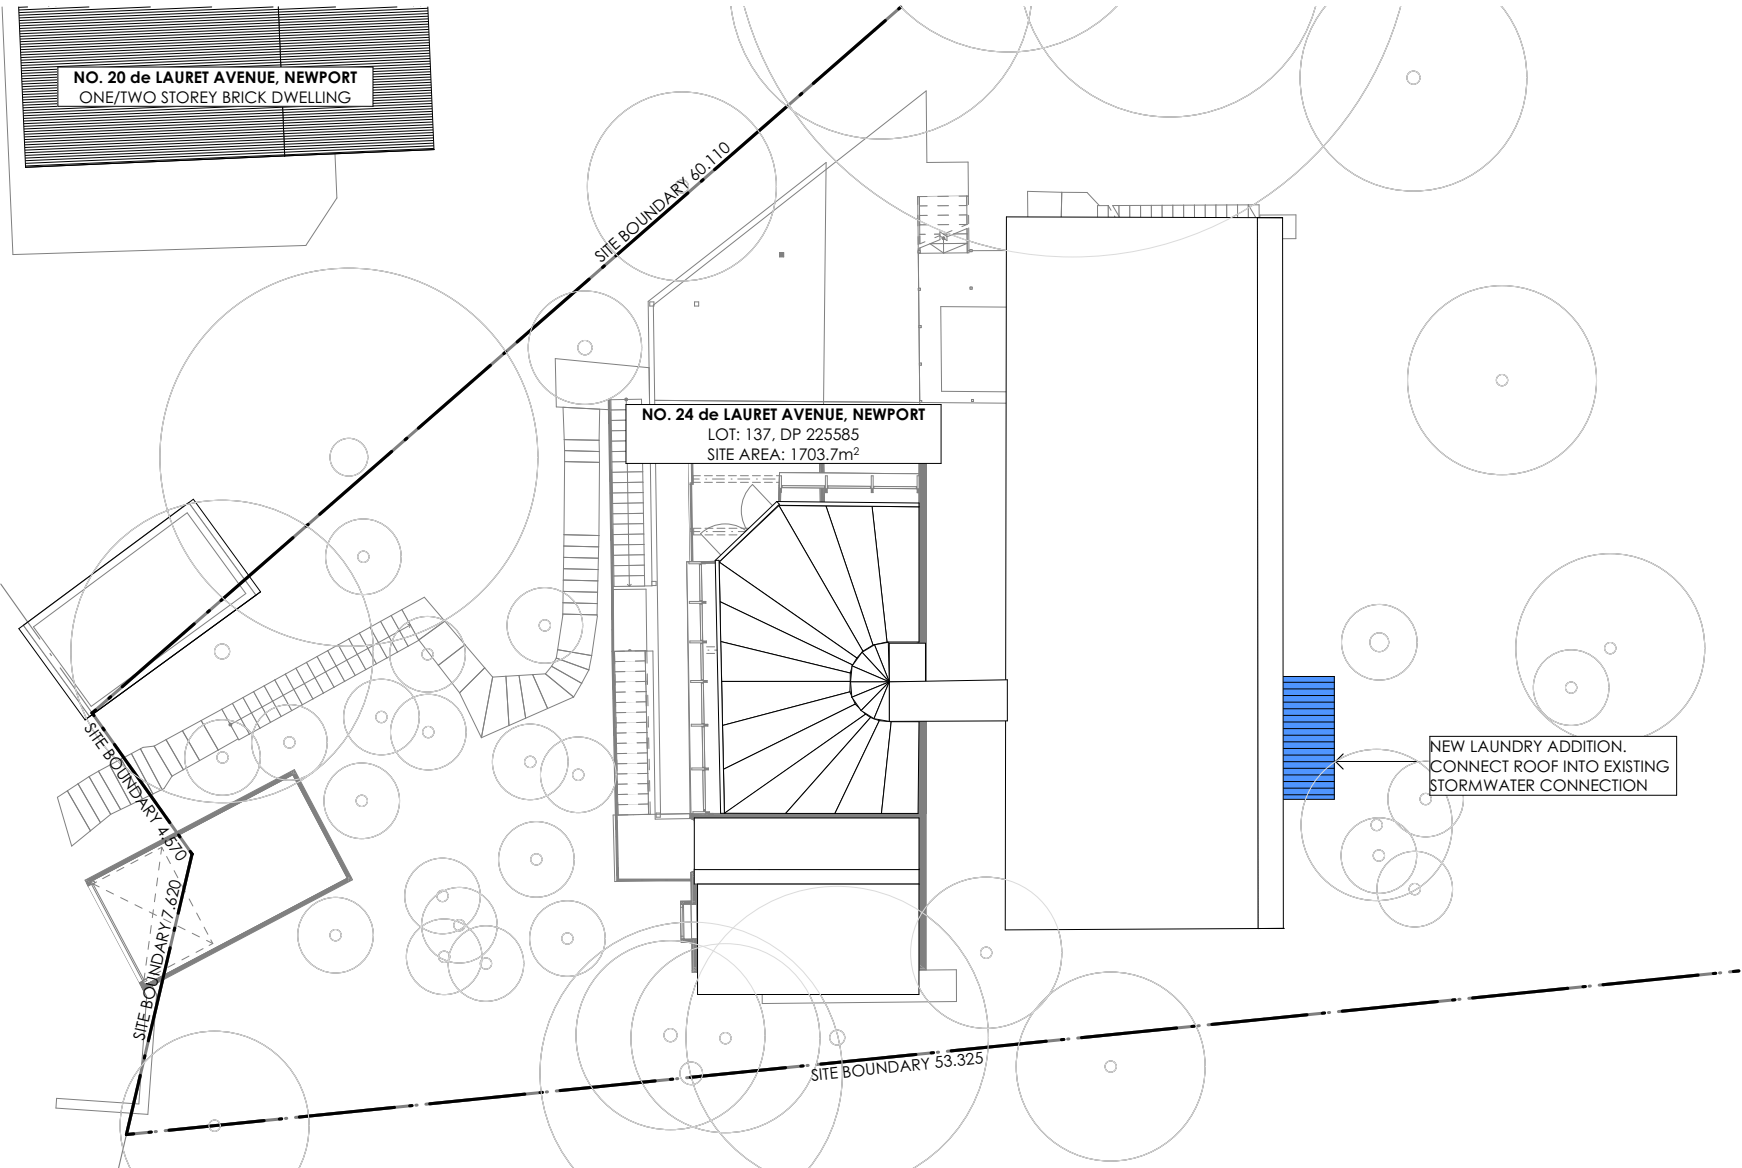 NO. 20 de LAURET AVENUE, NEWPORT
ONE/TWO STOREY BRICK DWELLING
SITE BOUNDARY 60.110
NO. 24 de LAURET AVENUE, NEWPORT
LOT: 137, DP 225585
SITE AREA: 1703.7m²
SITE BOUNDARY 4.570
SITE BOUNDARY 7.620
NEW LAUNDRY ADDITION.
CONNECT ROOF INTO EXISTING
STORMWATER CONNECTION
SITE BOUNDARY 53.325